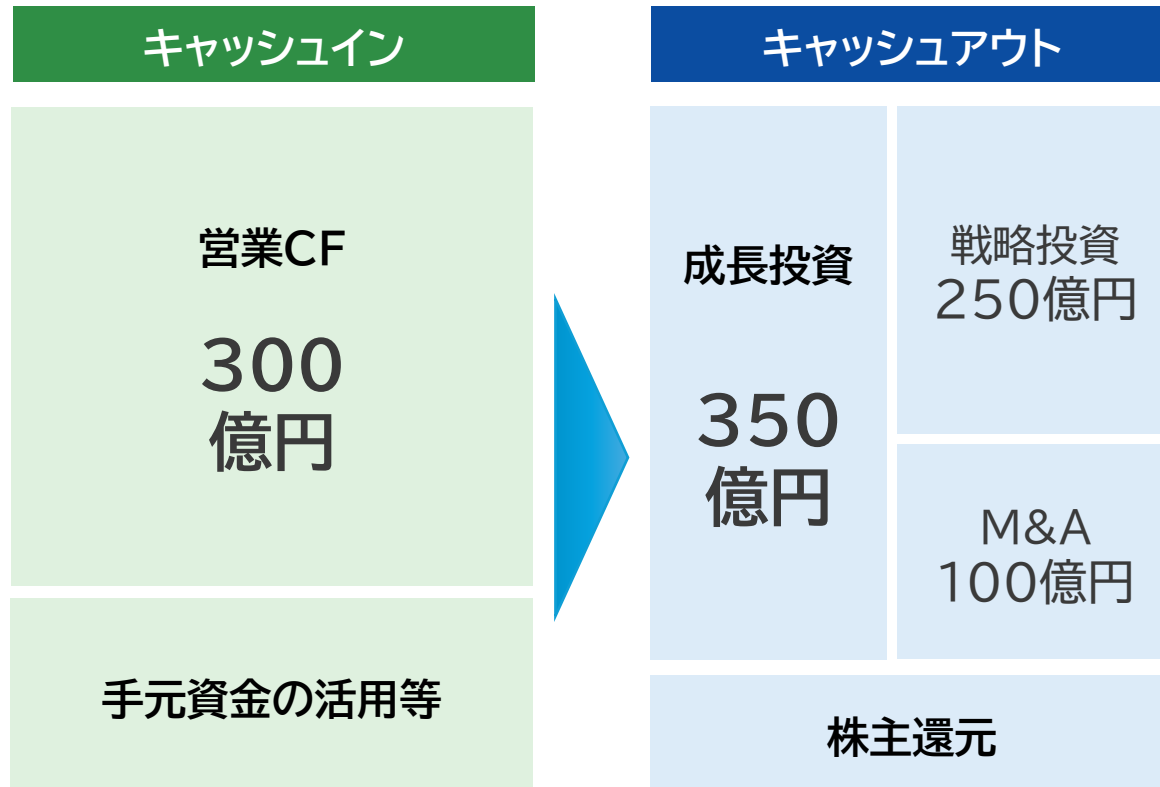 キャッシュイン
営業CF
300
億円
手元資金の活用等
キャッシュアウト
成長投資
350
億円
戦略投資
250億円
M&A
100億円
株主還元